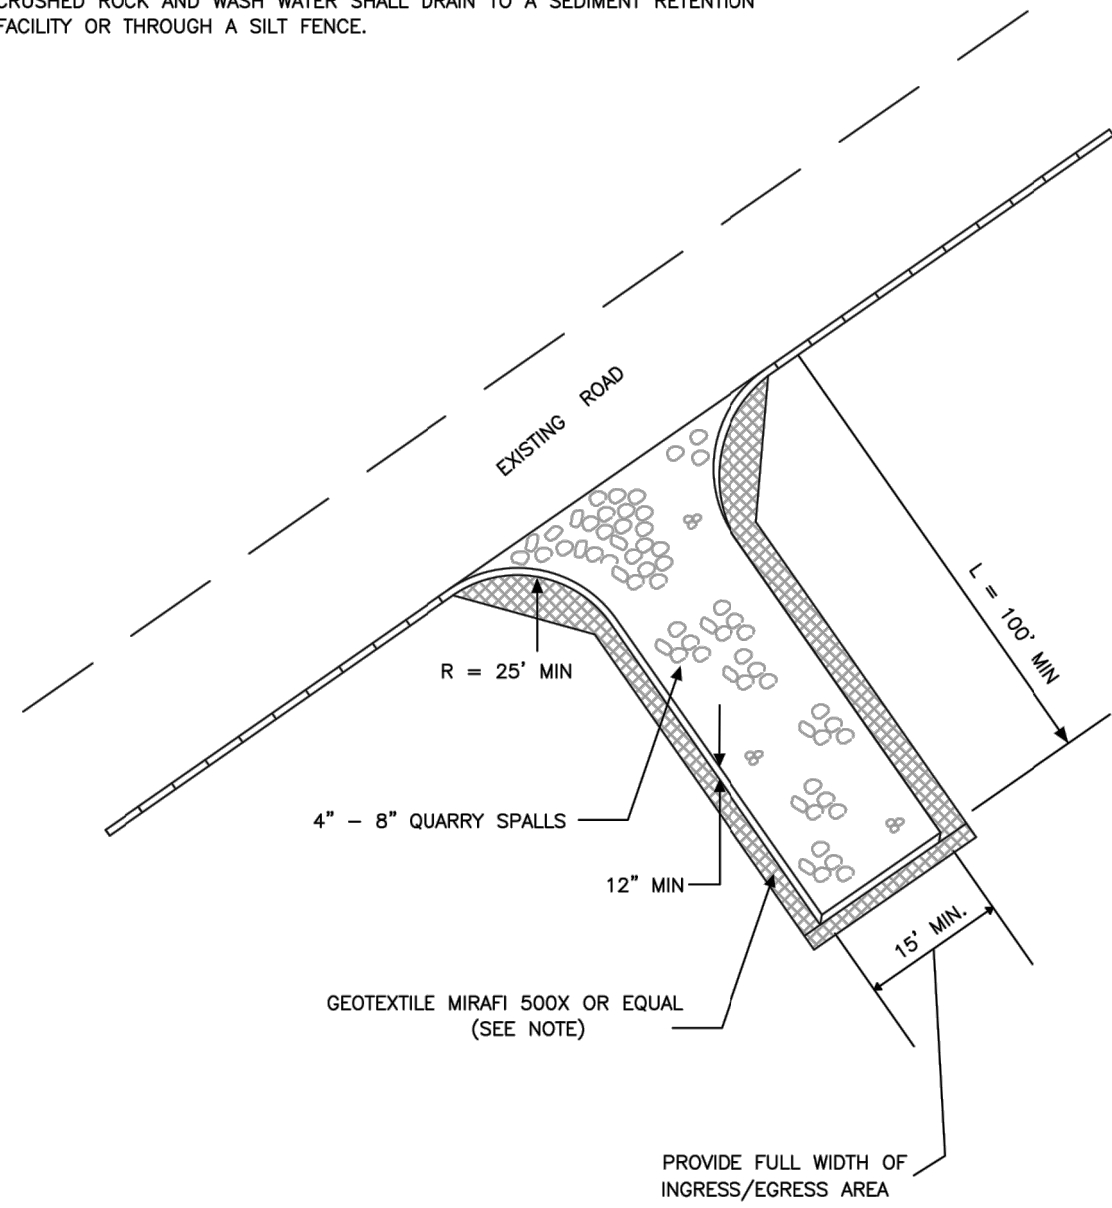 CRUSHED ROCK AND WASH WATER SHALL DRAIN TO A SEDIMENT RETENTION
FACILITY OR THROUGH A SILT FENCE.
EXISTING ROAD
L = 100' MIN
R = 25' MIN
4" – 8" QUARRY SPALLS
12" MIN
15' MIN.
GEOTEXTILE MIRAFI 500X OR EQUAL
(SEE NOTE)
PROVIDE FULL WIDTH OF
INGRESS/EGRESS AREA